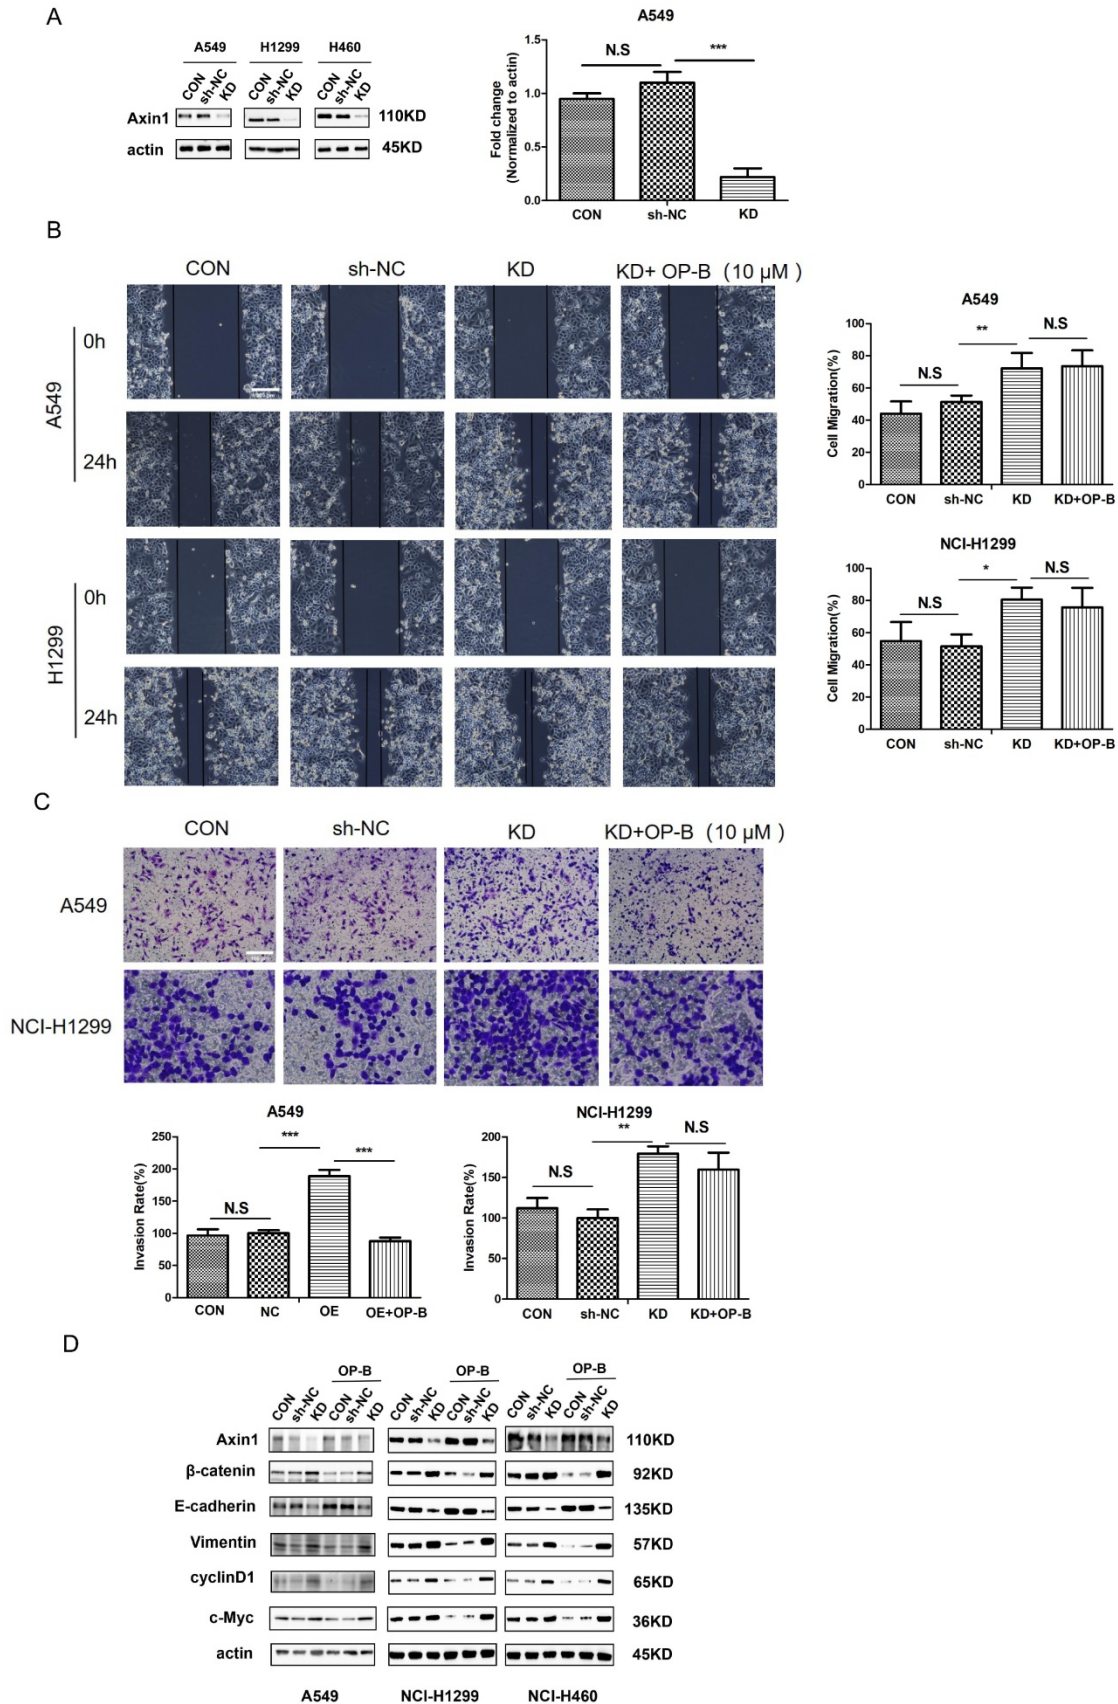 A
A549 H1299 H460
CON sh-NC KD CON sh-NC KD CON sh-NC KD
Axin1 110KD
actin 45KD
A549
Fold change
(Normalized to actin)
1.5
1.0
0.5
0.0
N.S ***
CON sh-NC KD
B
CON sh-NC KD KD+ OP-B (10 μM )
A549
0h
24h
H1299
0h
24h
A549
Cell Migration(%)
100
80
60
40
20
0
N.S ** N.S
CON sh-NC KD KD+OP-B
NCI-H1299
Cell Migration(%)
100
80
60
40
20
0
N.S * N.S
CON sh-NC KD KD+OP-B
C
CON sh-NC KD KD+OP-B (10 μM )
A549
NCI-H1299
A549
Invasion Rate(%)
250
200
150
100
50
0
N.S *** ***
CON NC OE OE+OP-B
NCI-H1299
Invasion Rate(%)
200
150
100
50
0
N.S ** N.S
CON sh-NC KD KD+OP-B
D
OP-B OP-B OP-B
CON sh-NC KD CON sh-NC KD CON sh-NC KD CON sh-NC KD CON sh-NC KD CON sh-NC KD
Axin1 110KD
β-catenin 92KD
E-cadherin 135KD
Vimentin 57KD
cyclinD1 65KD
c-Myc 36KD
actin 45KD
A549 NCI-H1299 NCI-H460